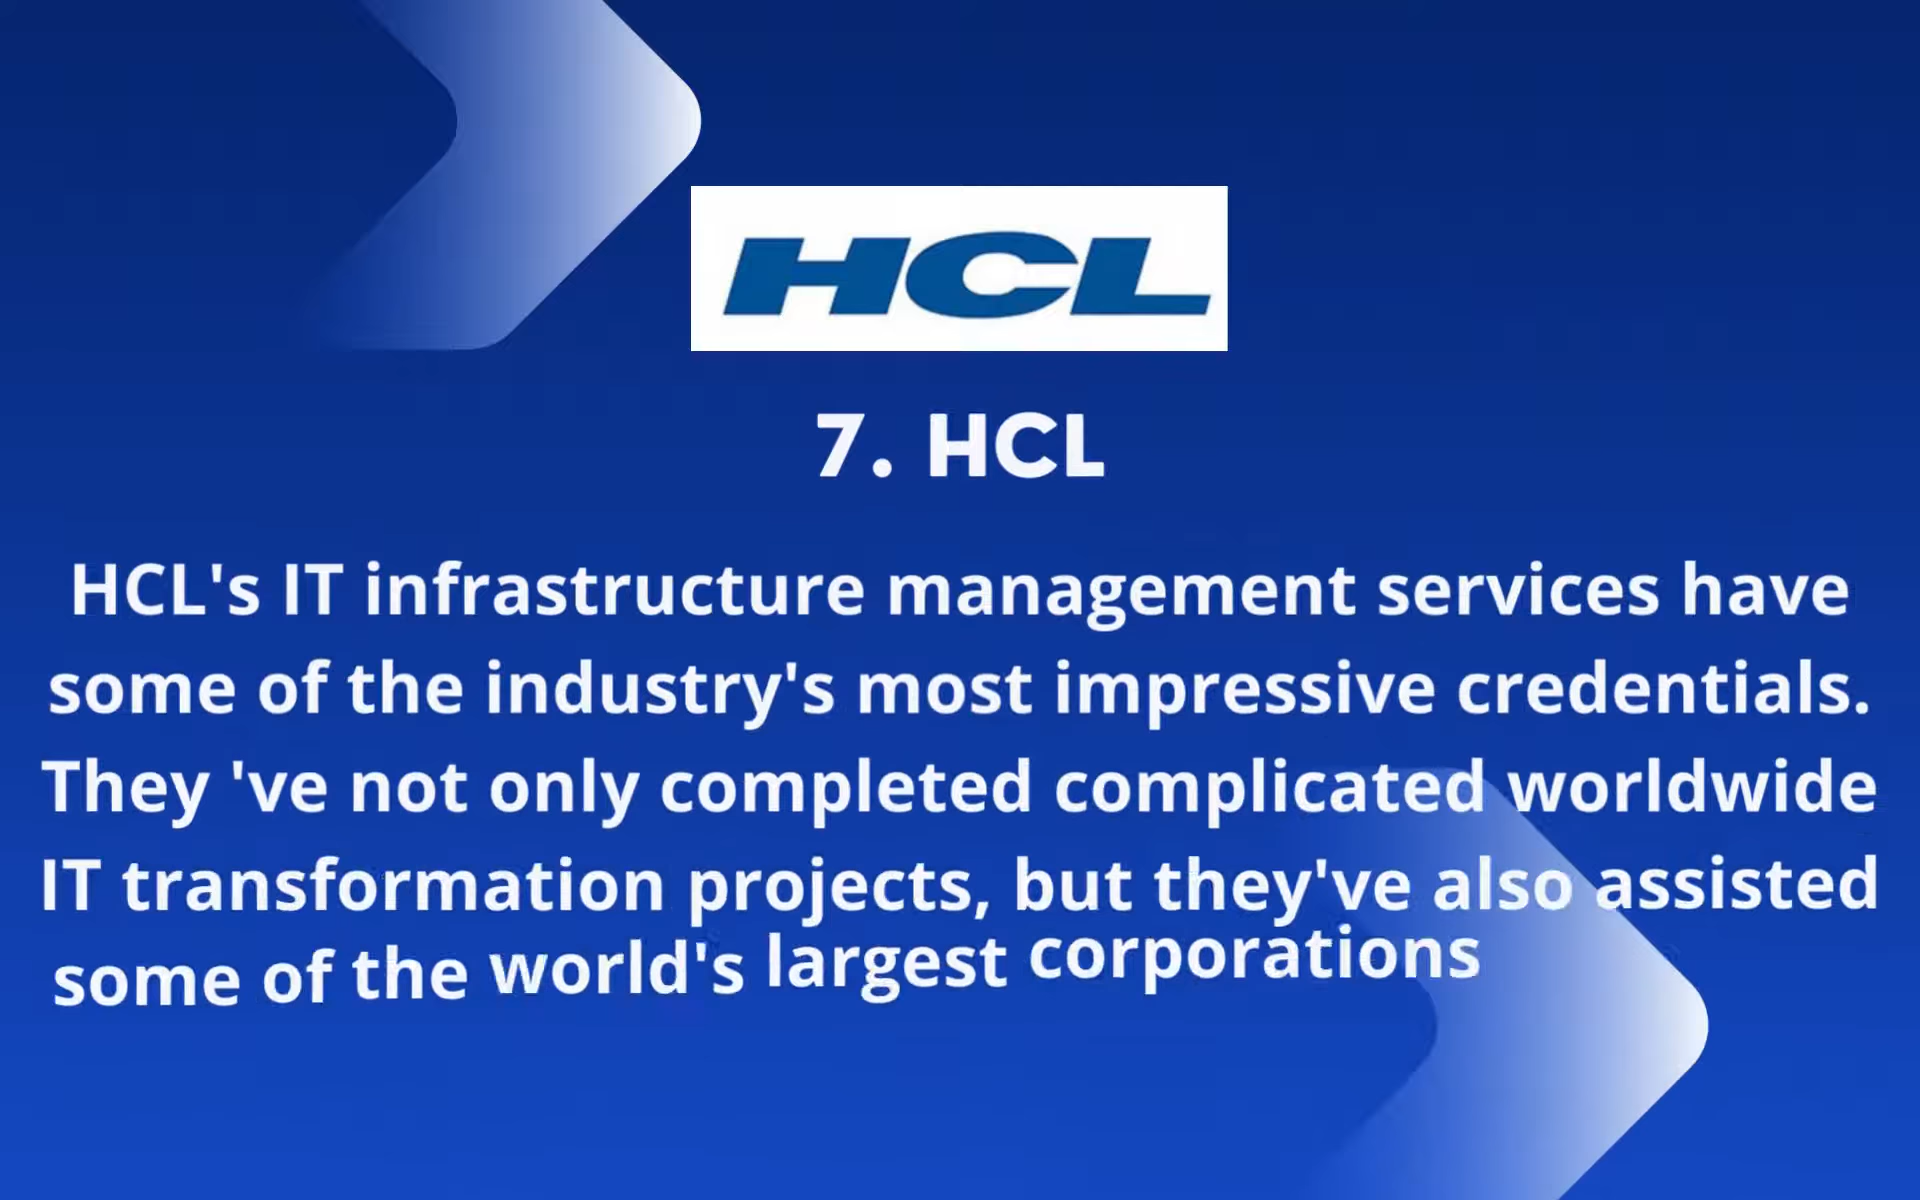 HCL
7. HCL
HCL's IT infrastructure management services have
some of the industry's most impressive credentials.
They 've not only completed complicated worldwide
IT transformation projects, but they've also assisted
some of the world's largest corporations